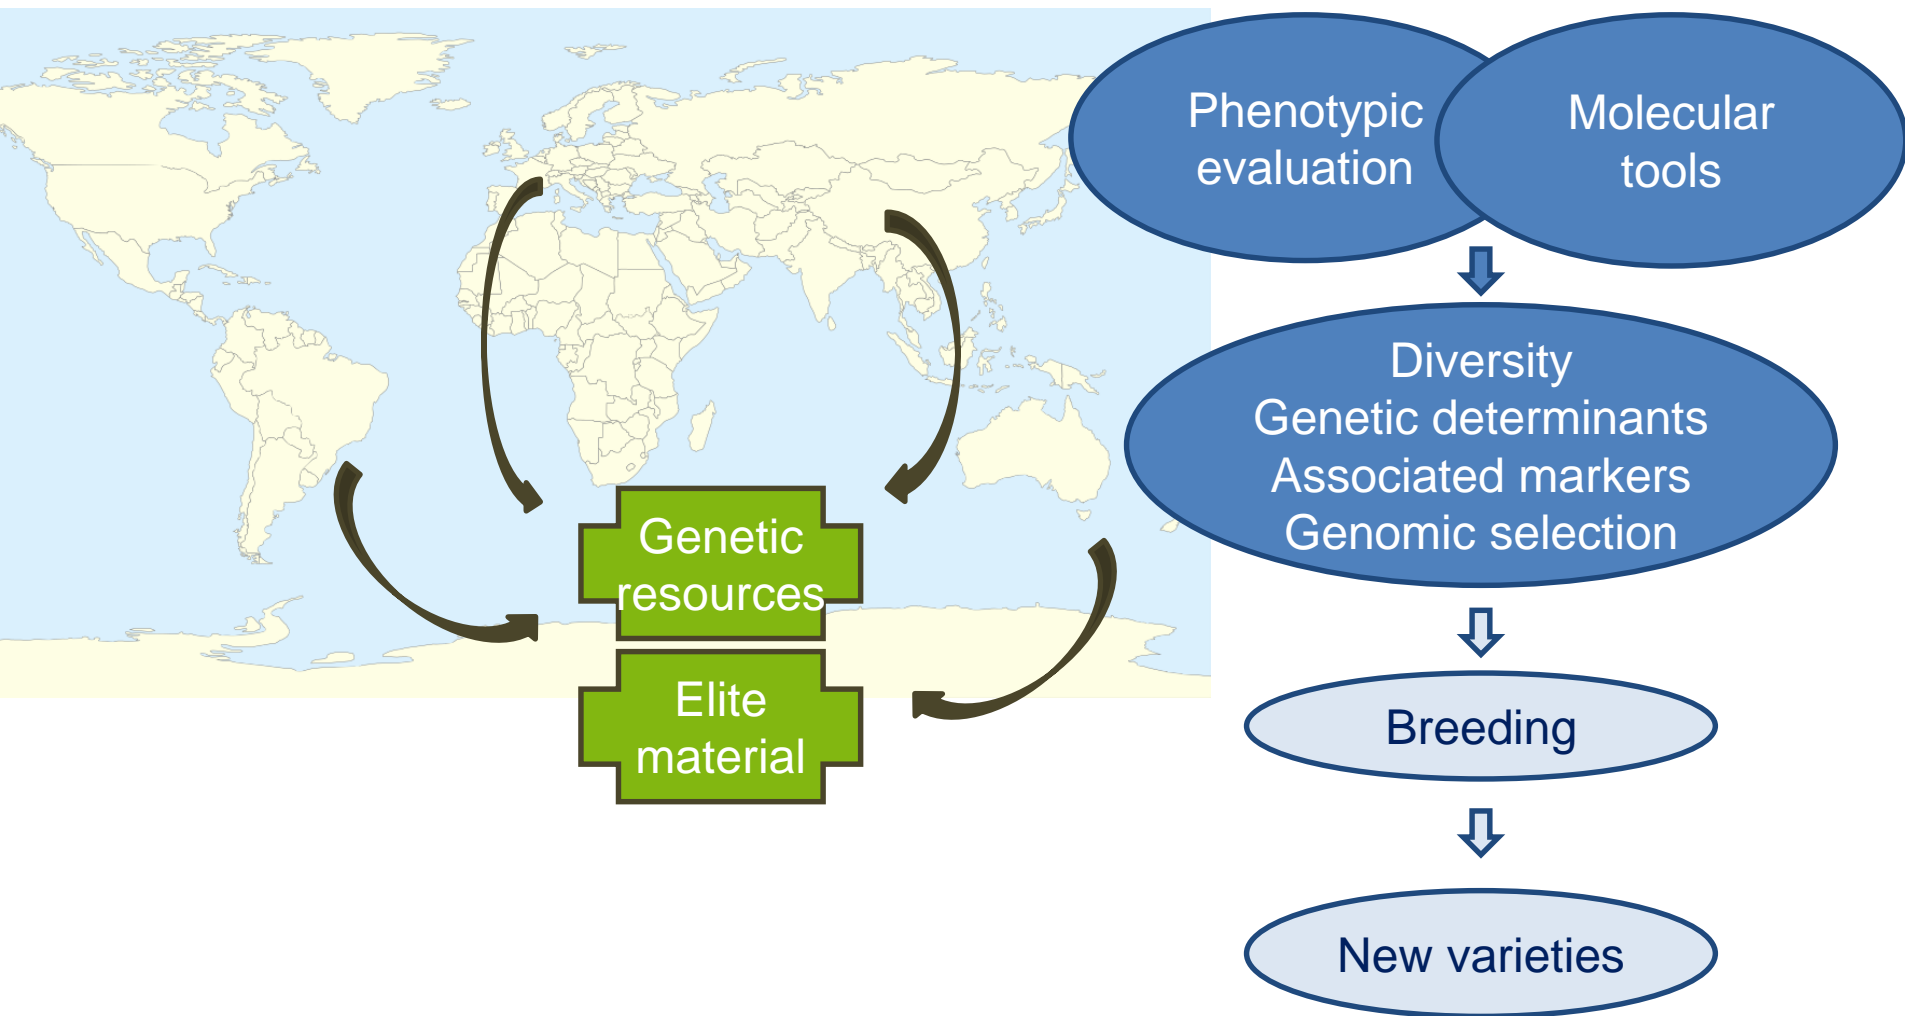 Phenotypic
evaluation
Molecular
tools
Diversity
Genetic determinants
Associated markers
Genomic selection
Genetic
resources
Elite
material
Breeding
New varieties